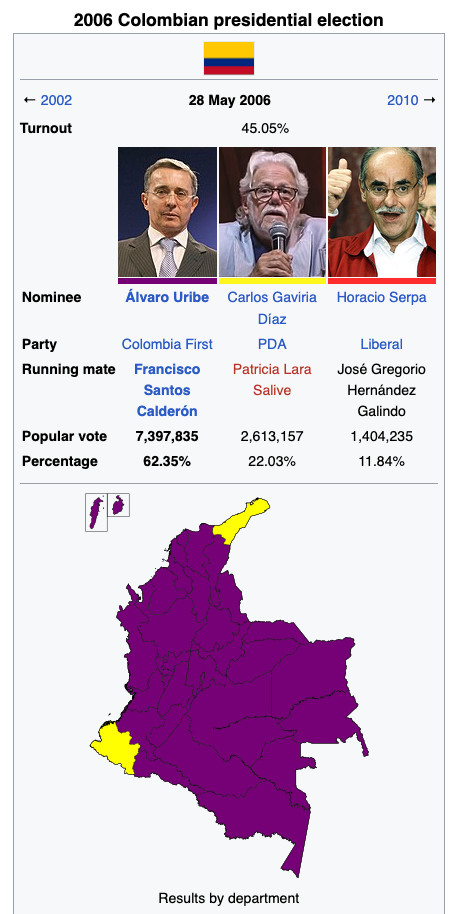 2006 Colombian presidential election
← 2002 28 May 2006 2010 →
Turnout 45.05%
Nominee Álvaro Uribe Carlos Gaviria Díaz Horacio Serpa
Party Colombia First PDA Liberal
Running mate Francisco Santos Calderón Patricia Lara Salive José Gregorio Hernández Galindo
Popular vote 7,397,835 2,613,157 1,404,235
Percentage 62.35% 22.03% 11.84%
Results by department